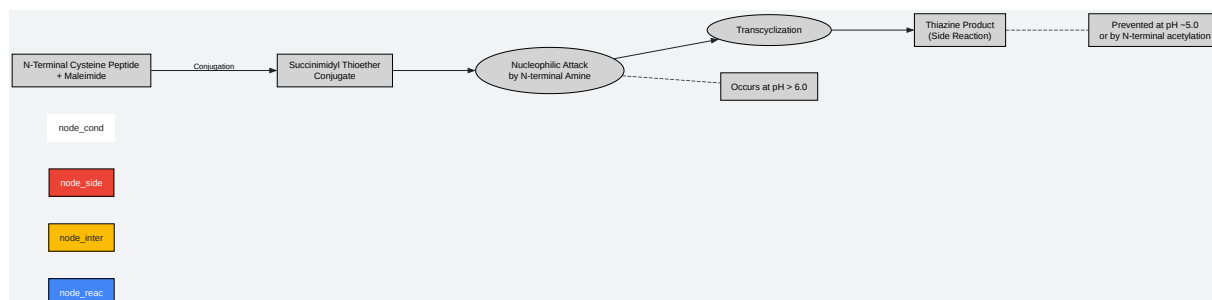 N-Terminal Cysteine Peptide
+ Maleimide
Conjugation
Succinimidyl Thioether
Conjugate
Nucleophilic Attack
by N-terminal Amine
Transcyclization
Occurs at pH > 6.0
Thiazine Product
(Side Reaction)
Prevented at pH ~5.0
or by N-terminal acetylation
node_cond
node_side
node_inter
node_reac